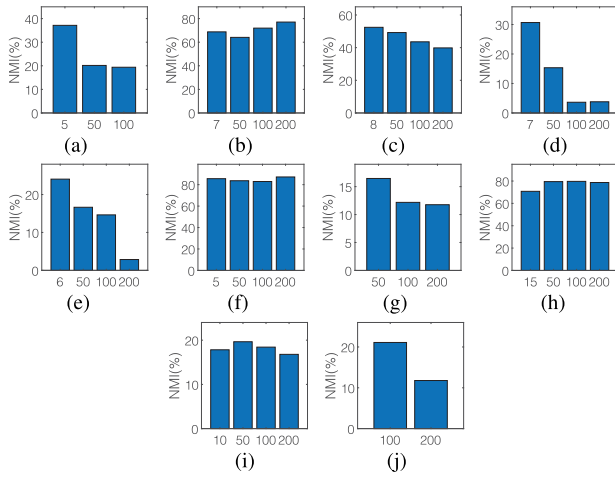 NMI(%)
40
30
20
10
0
5 50 100
(a)
NMI(%)
100
80
60
40
20
0
7 50 100 200
(b)
NMI(%)
60
40
20
0
8 50 100 200
(c)
NMI(%)
30
20
10
0
7 50 100 200
(d)
NMI(%)
20
10
0
6 50 100 200
(e)
NMI(%)
80
60
40
20
0
5 50 100 200
(f)
NMI(%)
15
10
5
0
50 100 200
(g)
NMI(%)
80
60
40
20
0
15 50 100 200
(h)
NMI(%)
20
10
0
10 50 100 200
(i)
NMI(%)
20
10
0
100 200
(j)